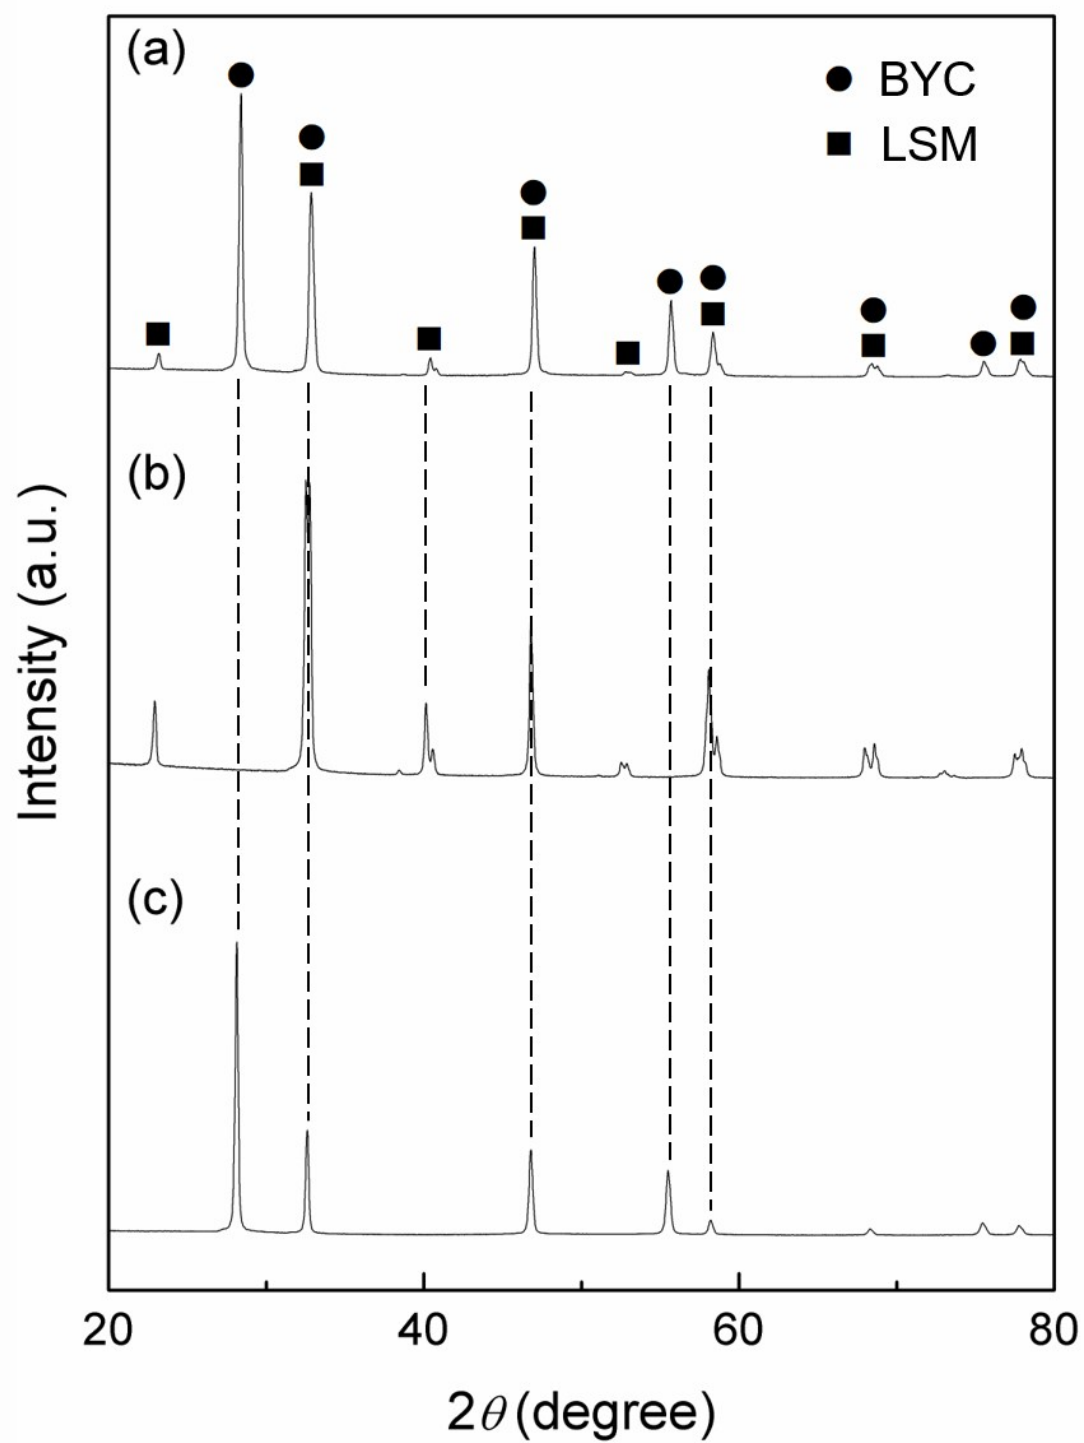 (a)
● BYC
■ LSM
(b)
(c)
Intensity (a.u.)
20 40 60 80
2θ (degree)